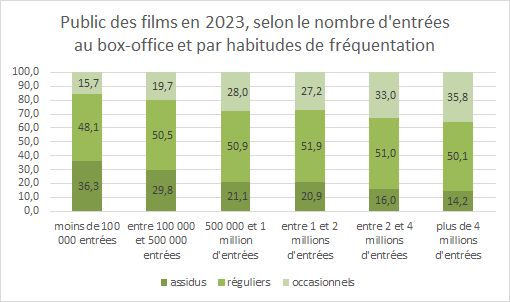 Public des films en 2023, selon le nombre d'entrées
au box-office et par habitudes de fréquentation
100,0
90,0
80,0
70,0
60,0
50,0
40,0
30,0
20,0
10,0
0,0
15,7 19,7 28,0 27,2 33,0 35,8
48,1 50,5 50,9 51,9 51,0 50,1
36,3 29,8 21,1 20,9 16,0 14,2
moins de 100 entre 100 000 500 000 et 1 entre 1 et 2 entre 2 et 4 plus de 4
000 entrées et 500 000 million millions millions millions
entrées d'entrées d'entrées d'entrées d'entrées
assidus réguliers occasionnels